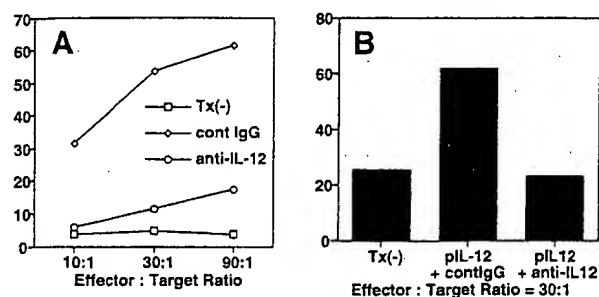 A
70
60
50
40
30
20
10
0
Tx(-)
cont IgG
anti-IL-12
10:1 30:1 90:1
Effector : Target Ratio
B
80
60
40
20
0
Tx(-) pIL-12 pIL12
+ contIgG + anti-IL12
Effector : Target Ratio = 30:1